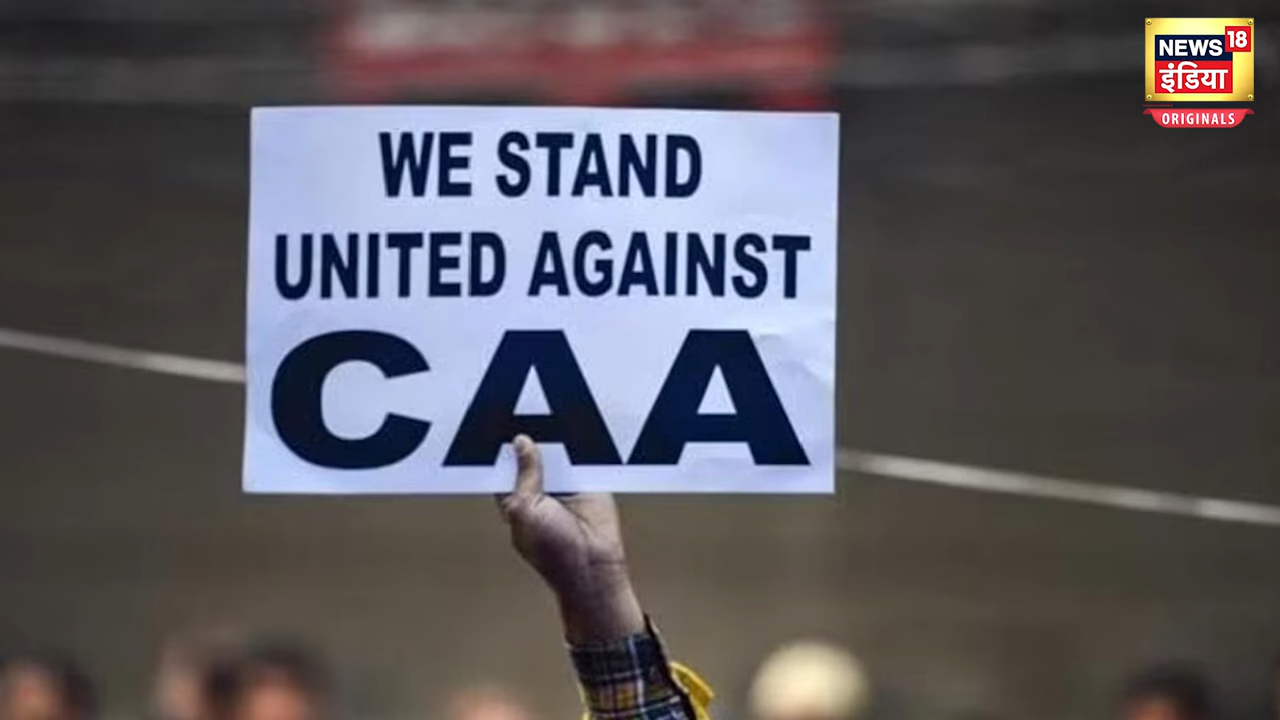 WE STAND
UNITED AGAINST
CAA
NEWS 18
इंडिया
ORIGINALS